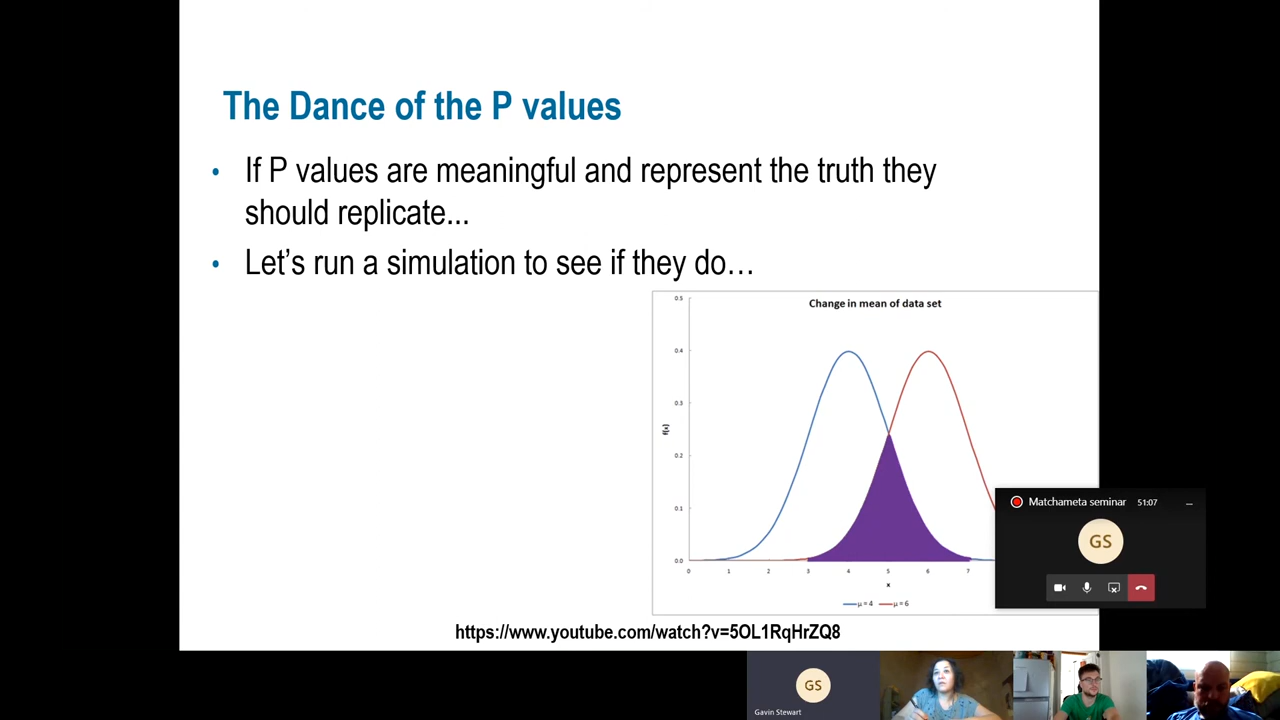 The Dance of the P values
• If P values are meaningful and represent the truth they
should replicate...
• Let's run a simulation to see if they do…
Change in mean of data set
0.5
0.4
0.3
0.2
0.1
0.0
f(x)
0 1 2 3 4 5 6 7
x
μ = 4 μ = 6
https://www.youtube.com/watch?v=5OL1RqHrZQ8
Matchameta seminar 51:07
GS
GS
Gavin Stewart